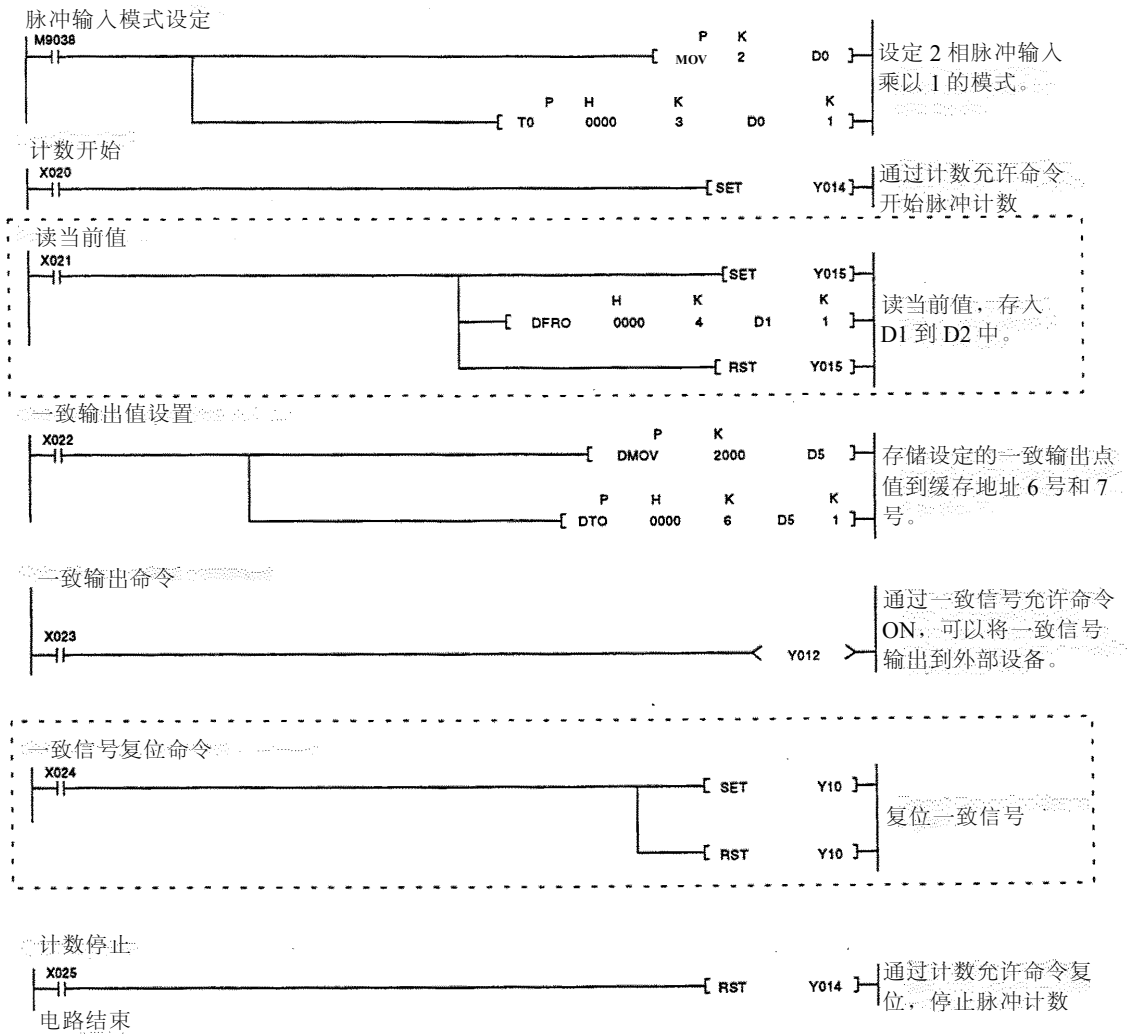 脉冲输入模式设定
M9038
P K
MOV 2 D0
设定 2 相脉冲输入
乘以 1 的模式。
P H K K
T0 0000 3 D0 1
计数开始
X020
SET Y014
通过计数允许命令
开始脉冲计数
读当前值
X021
SET Y015
H K K
DFRO 0000 4 D1 1
读当前值，存入
D1 到 D2 中。
RST Y015
一致输出值设置
X022
P K
DMOV 2000 D5
存储设定的一致输出点
值到缓存地址 6 号和 7
号。
P H K K
DTO 0000 6 D5 1
一致输出命令
X023
Y012
通过一致信号允许命令
ON，可以将一致信号
输出到外部设备。
一致信号复位命令
X024
SET Y10
复位一致信号
RST Y10
计数停止
X025
RST Y014
通过计数允许命令复
位，停止脉冲计数
电路结束